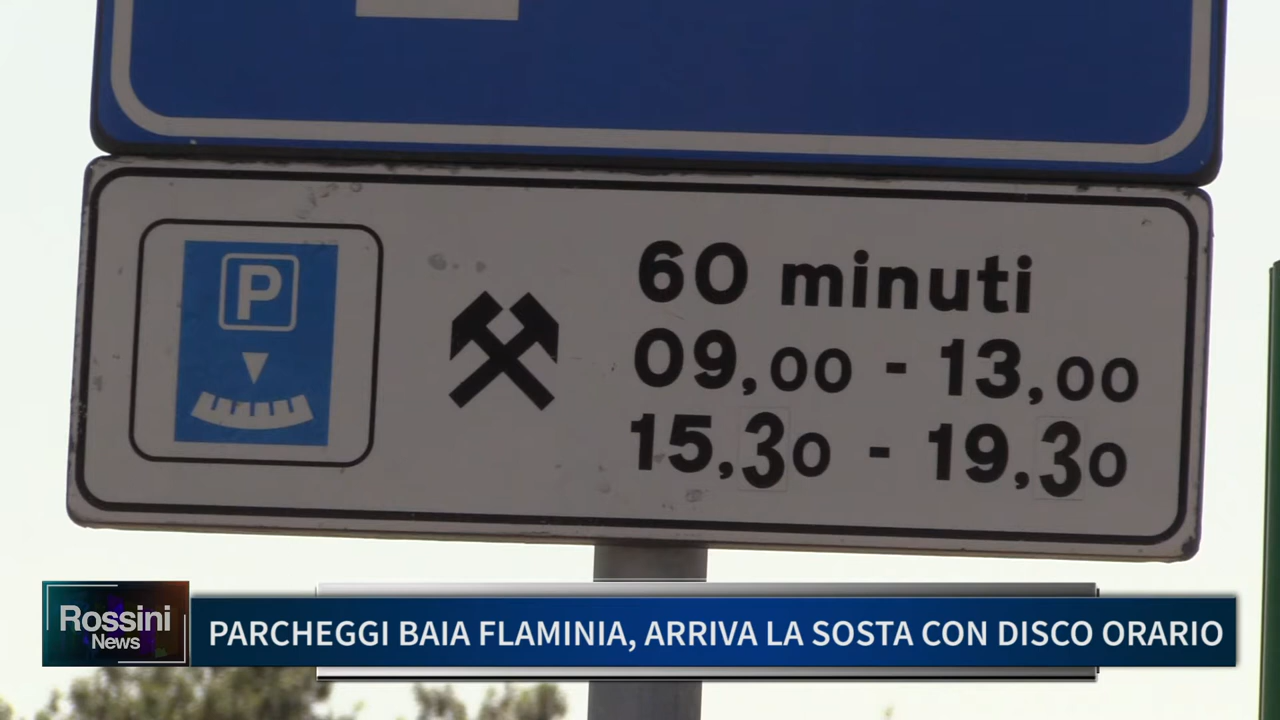 P
60 minuti
09,00 - 13,00
15,30 - 19,30
Rossini
News
PARCHEGGI BAIA FLAMINIA, ARRIVA LA SOSTA CON DISCO ORARIO